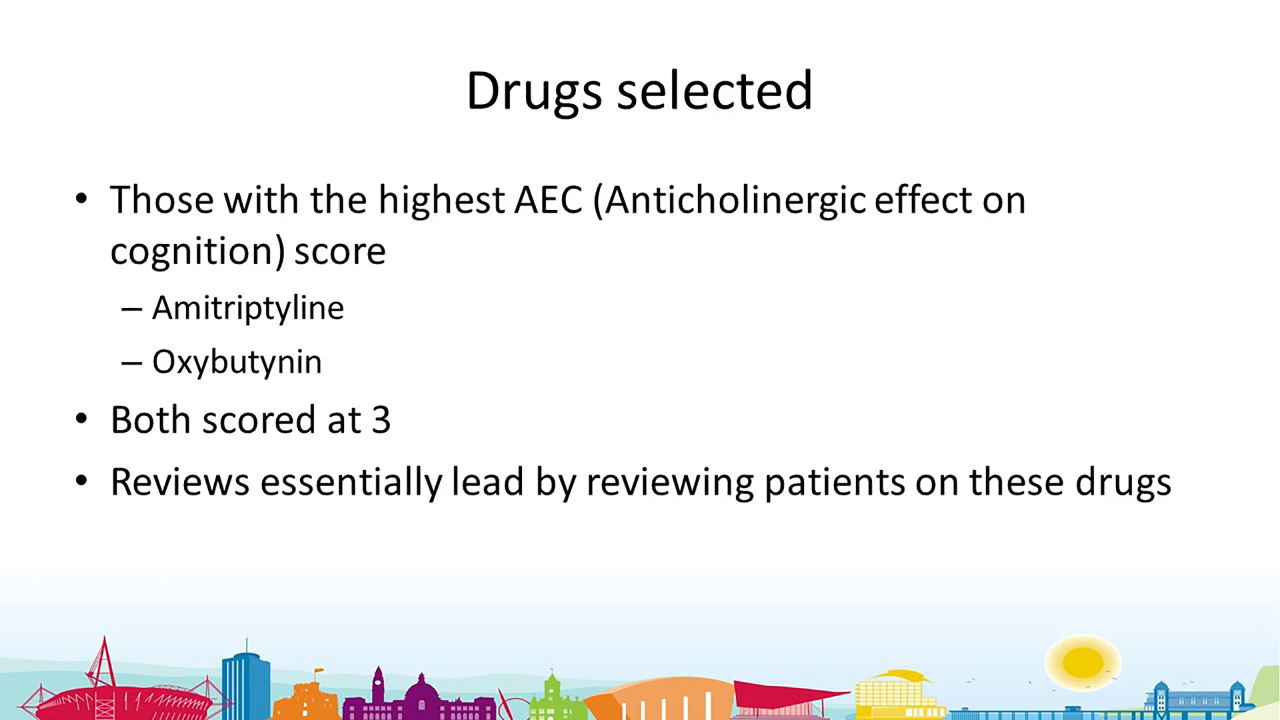 Drugs selected
• Those with the highest AEC (Anticholinergic effect on
cognition) score
– Amitriptyline
– Oxybutynin
• Both scored at 3
• Reviews essentially lead by reviewing patients on these drugs